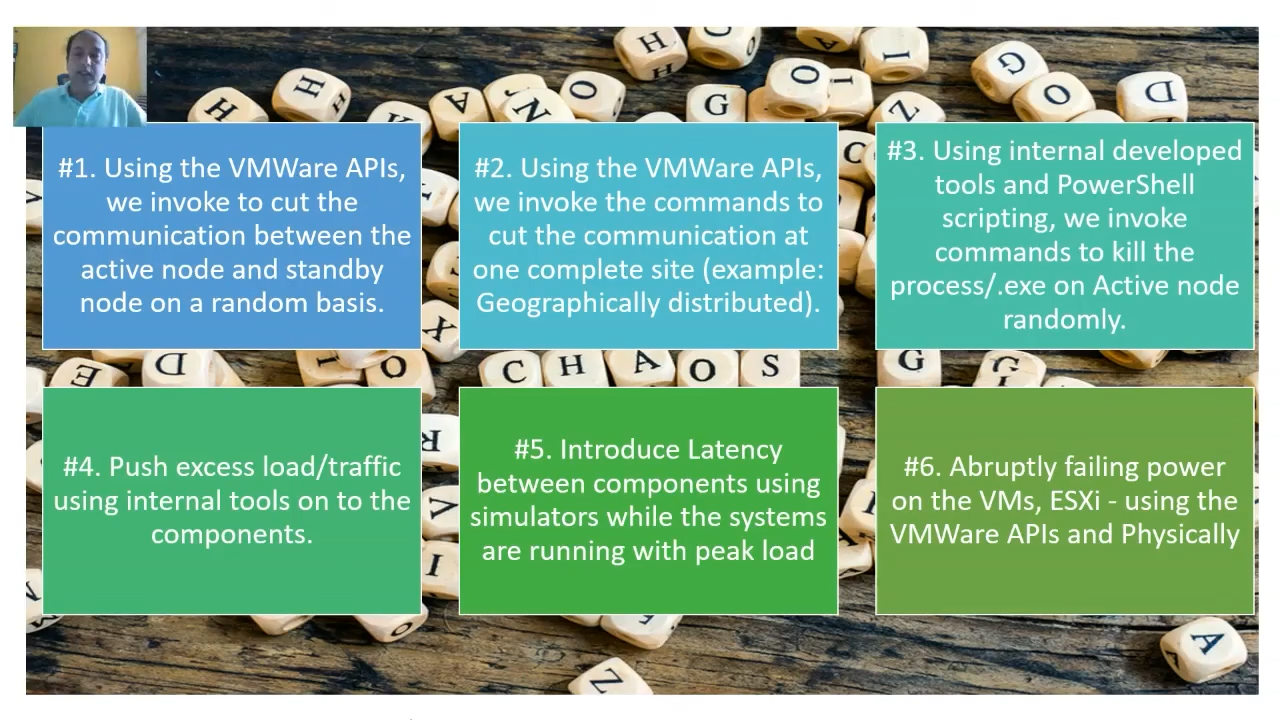 #1. Using the VMWare APIs,
we invoke to cut the
communication between the
active node and standby
node on a random basis.
#2. Using the VMWare APIs,
we invoke the commands to
cut the communication at
one complete site (example:
Geographically distributed).
#3. Using internal developed
tools and PowerShell
scripting, we invoke
commands to kill the
process/.exe on Active node
randomly.
CHAOS
#4. Push excess load/traffic
using internal tools on to the
components.
#5. Introduce Latency
between components using
simulators while the systems
are running with peak load
#6. Abruptly failing power
on the VMs, ESXi - using the
VMWare APIs and Physically